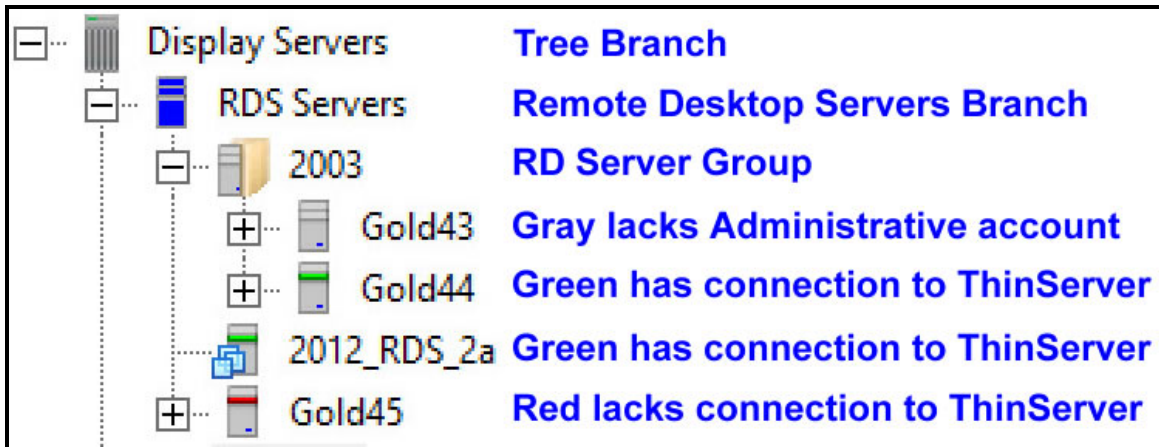 Display Servers Tree Branch
RDS Servers Remote Desktop Servers Branch
2003 RD Server Group
Gold43 Gray lacks Administrative account
Gold44 Green has connection to ThinServer
2012_RDS_2a Green has connection to ThinServer
Gold45 Red lacks connection to ThinServer